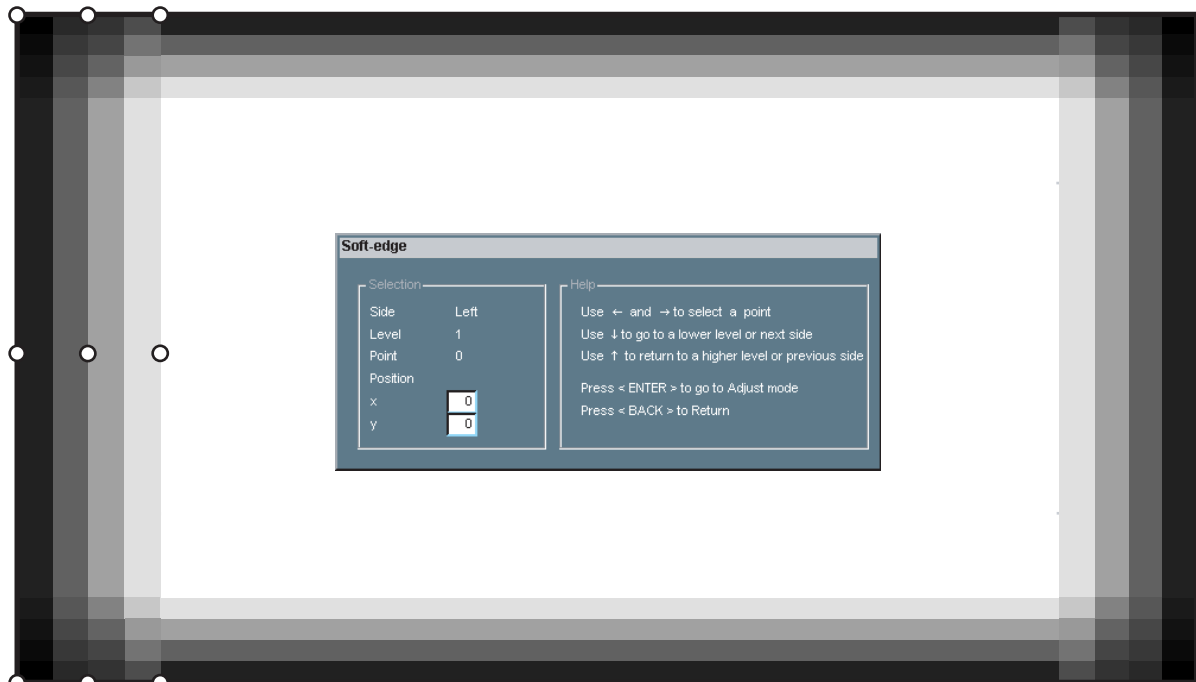 Soft-edge
Selection
Side Left
Level 1
Point 0
Position
x 0
y 0
Help
Use ← and → to select a point
Use ↓ to go to a lower level or next side
Use ↑ to return to a higher level or previous side
Press < ENTER > to go to Adjust mode
Press < BACK > to Return